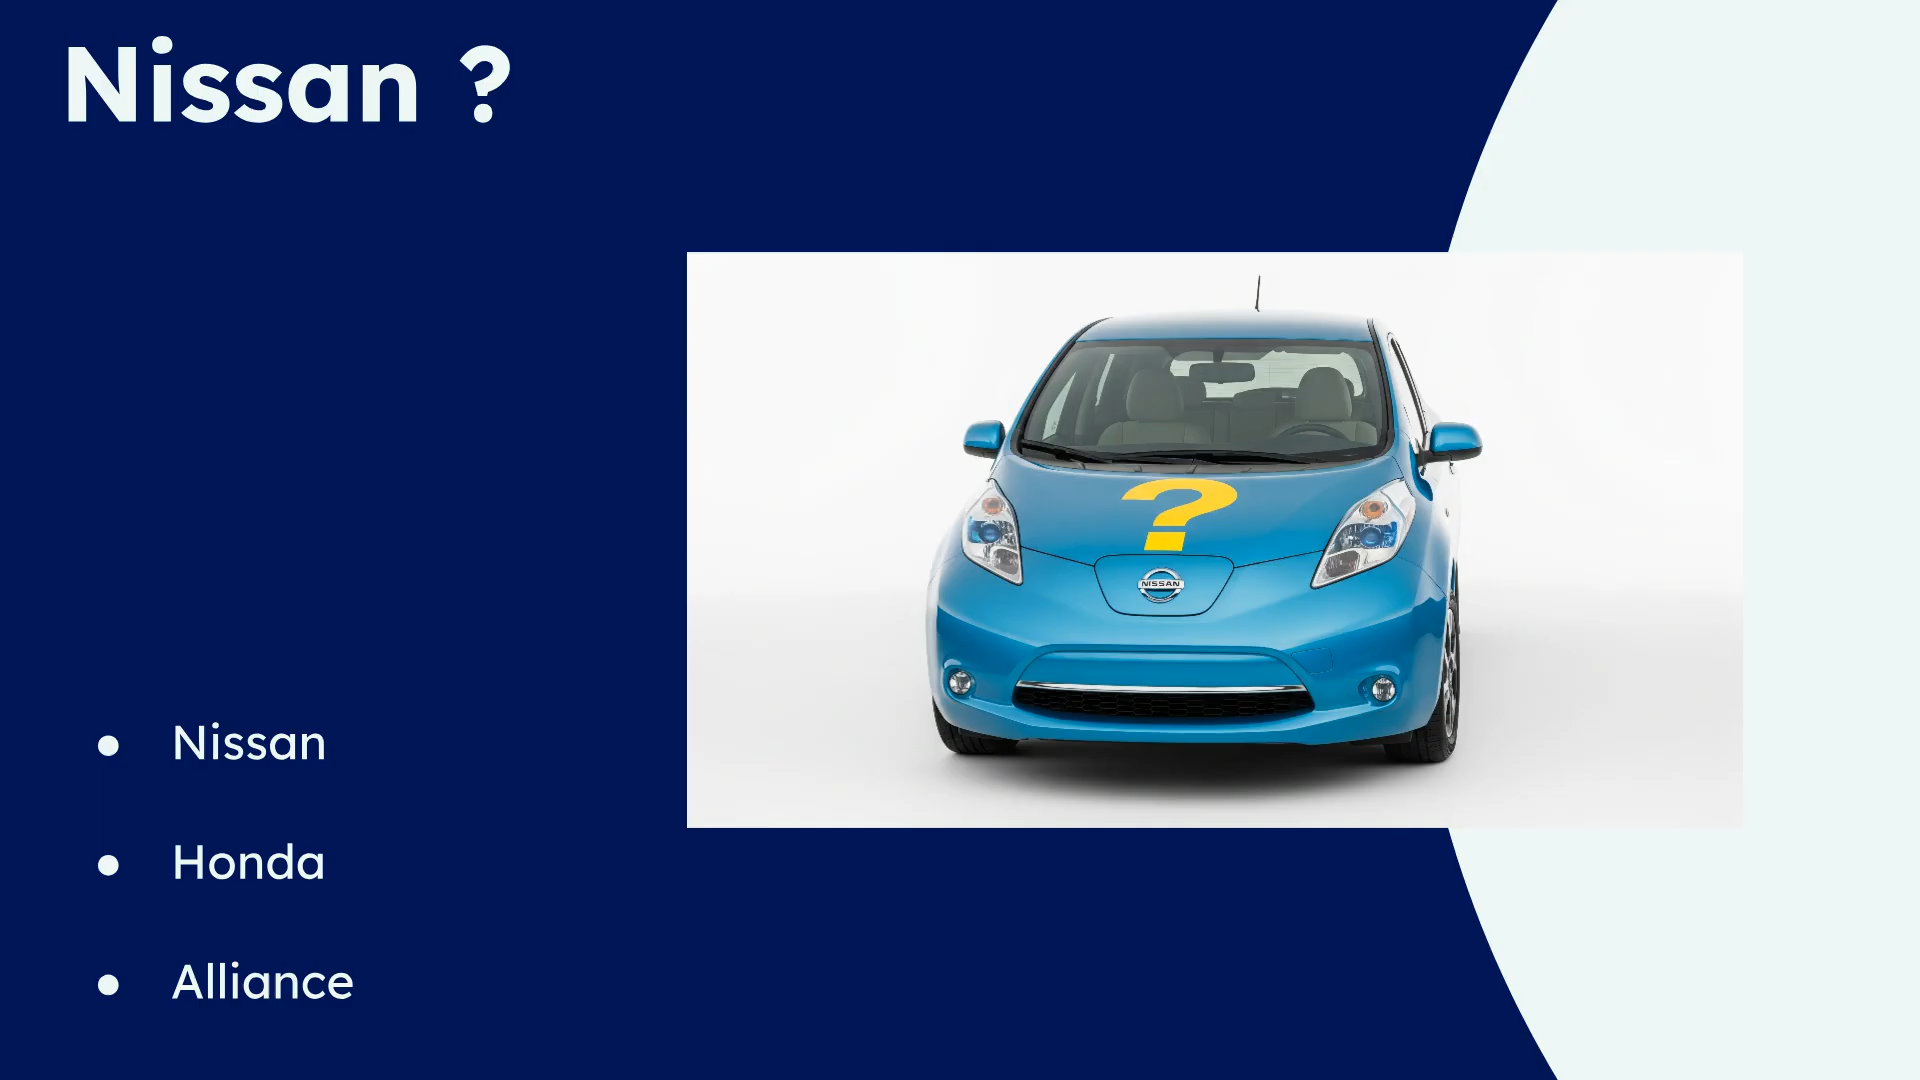 Nissan ?
?
NISSAN
● Nissan
● Honda
● Alliance